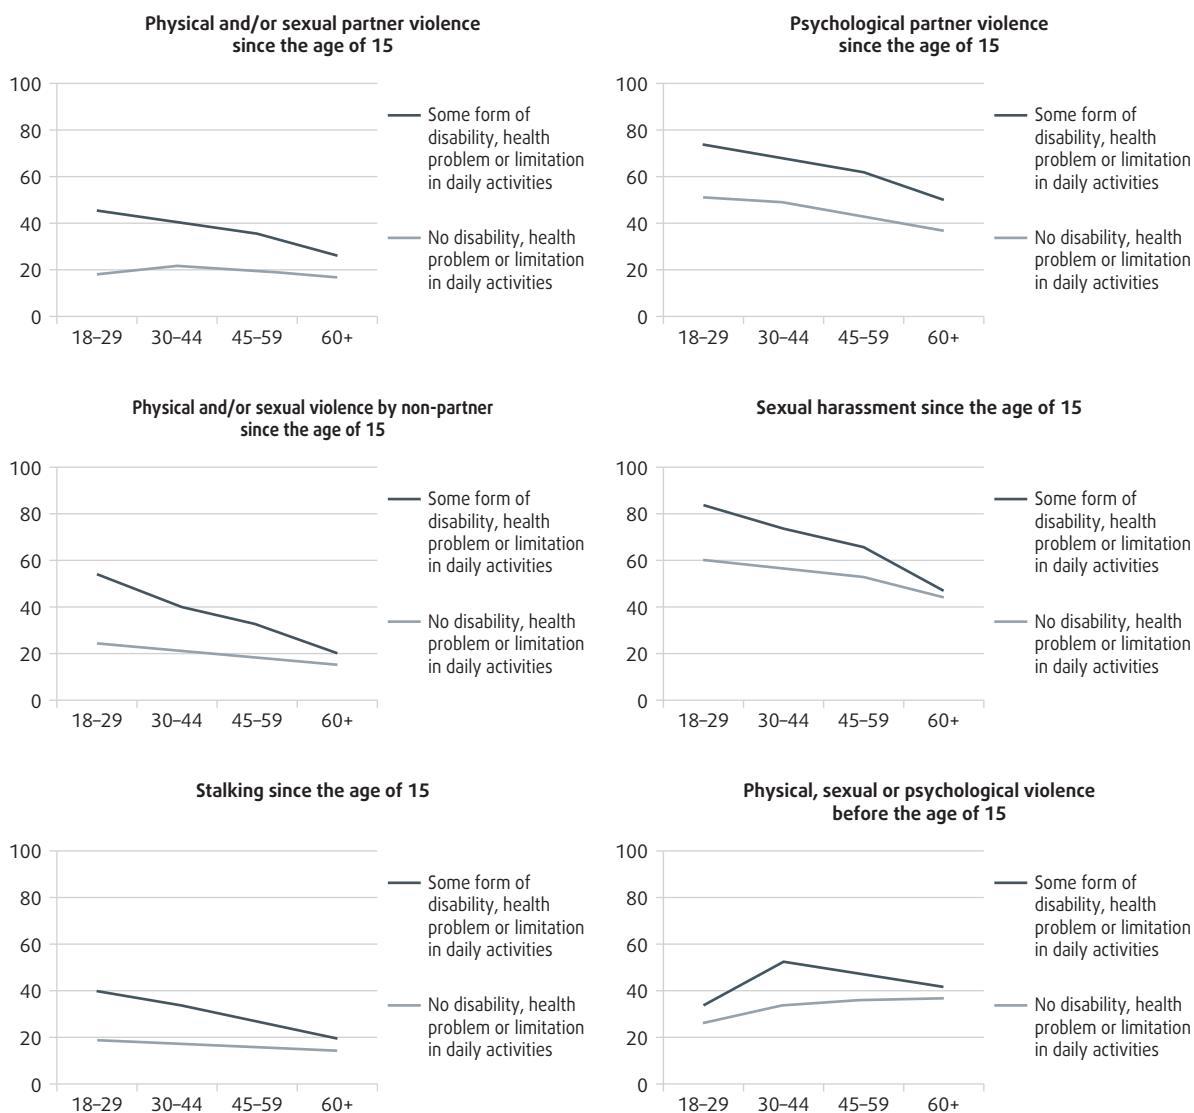 Physical and/or sexual partner violence
since the age of 15
100
80
60
40
20
0
18–29 30–44 45–59 60+
Some form of
disability, health
problem or limitation
in daily activities
No disability, health
problem or limitation
in daily activities
Psychological partner violence
since the age of 15
100
80
60
40
20
0
18–29 30–44 45–59 60+
Some form of
disability, health
problem or limitation
in daily activities
No disability, health
problem or limitation
in daily activities
Physical and/or sexual violence by non-partner
since the age of 15
100
80
60
40
20
0
18–29 30–44 45–59 60+
Some form of
disability, health
problem or limitation
in daily activities
No disability, health
problem or limitation
in daily activities
Sexual harassment since the age of 15
100
80
60
40
20
0
18–29 30–44 45–59 60+
Some form of
disability, health
problem or limitation
in daily activities
No disability, health
problem or limitation
in daily activities
Stalking since the age of 15
100
80
60
40
20
0
18–29 30–44 45–59 60+
Some form of
disability, health
problem or limitation
in daily activities
No disability, health
problem or limitation
in daily activities
Physical, sexual or psychological violence
before the age of 15
100
80
60
40
20
0
18–29 30–44 45–59 60+
Some form of
disability, health
problem or limitation
in daily activities
No disability, health
problem or limitation
in daily activities